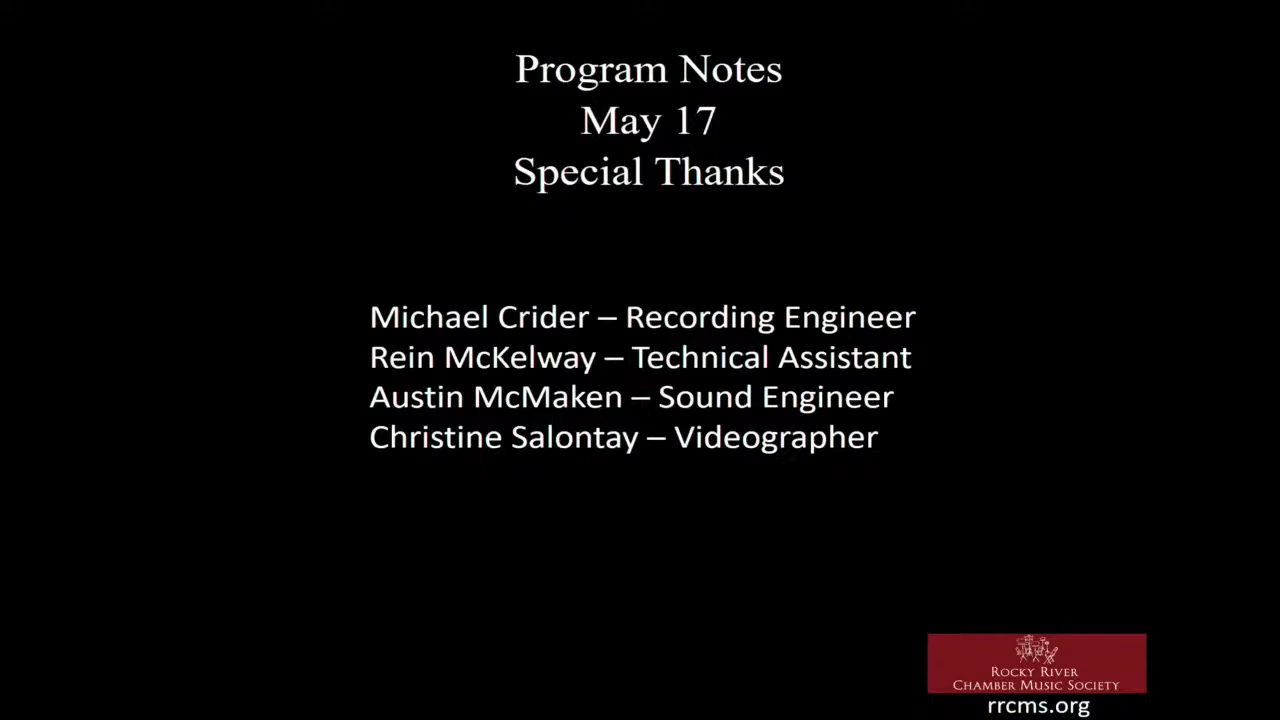 Program Notes
May 17
Special Thanks
Michael Crider – Recording Engineer
Rein McKelway – Technical Assistant
Austin McMaken – Sound Engineer
Christine Salontay – Videographer
ROCKY RIVER
CHAMBER MUSIC SOCIETY
rrcms.org